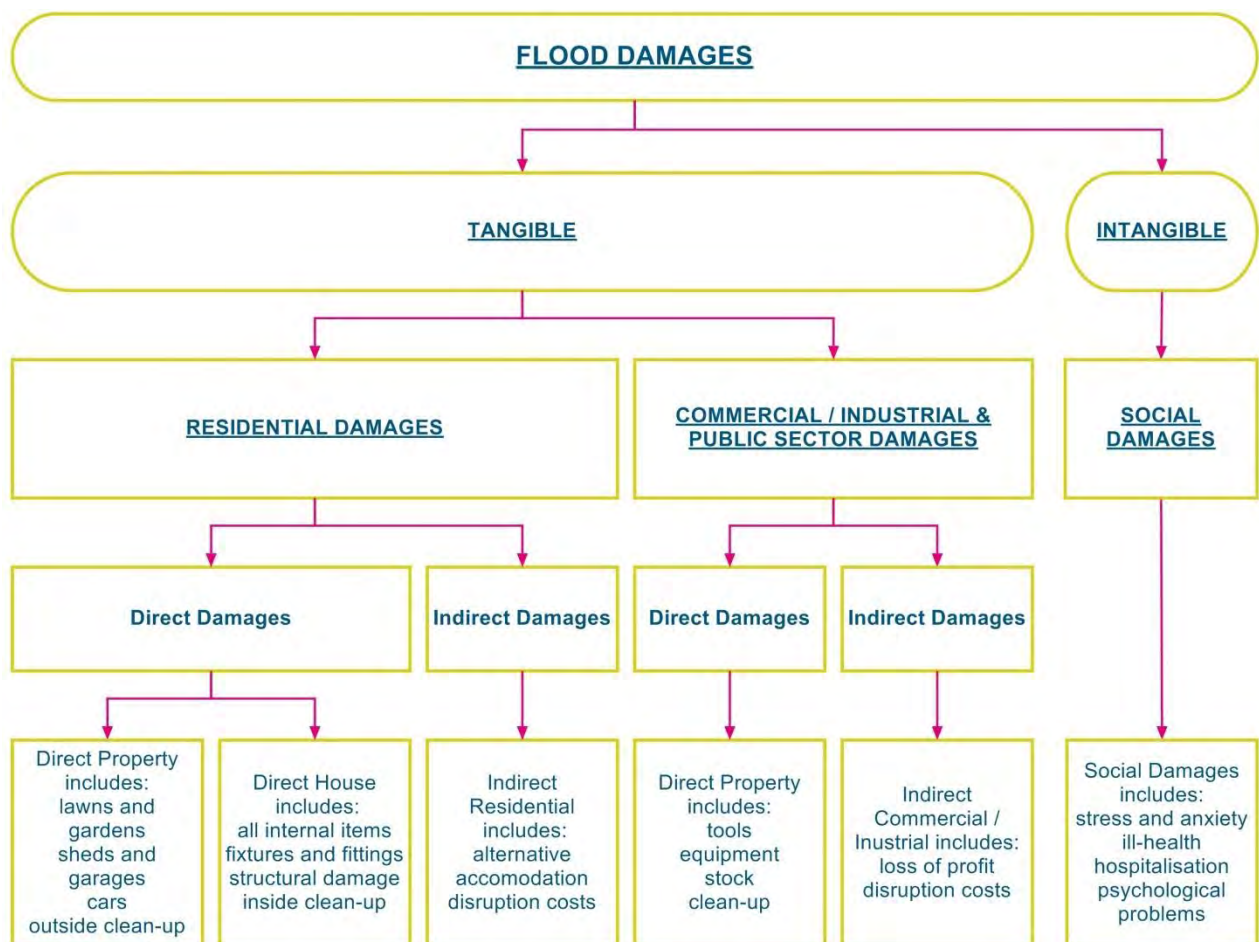 FLOOD DAMAGES
TANGIBLE
INTANGIBLE
RESIDENTIAL DAMAGES
COMMERCIAL / INDUSTRIAL &
PUBLIC SECTOR DAMAGES
SOCIAL
DAMAGES
Direct Damages
Indirect Damages
Direct Damages
Indirect Damages
Direct Property
includes:
lawns and
gardens
sheds and
garages
cars
outside clean-up
Direct House
includes:
all internal items
fixtures and fittings
structural damage
inside clean-up
Indirect
Residential
includes:
alternative
accomodation
disruption costs
Direct Property
includes:
tools
equipment
stock
clean-up
Indirect
Commercial /
Inustrial includes:
loss of profit
disruption costs
Social Damages
includes:
stress and anxiety
ill-health
hospitalisation
psychological
problems